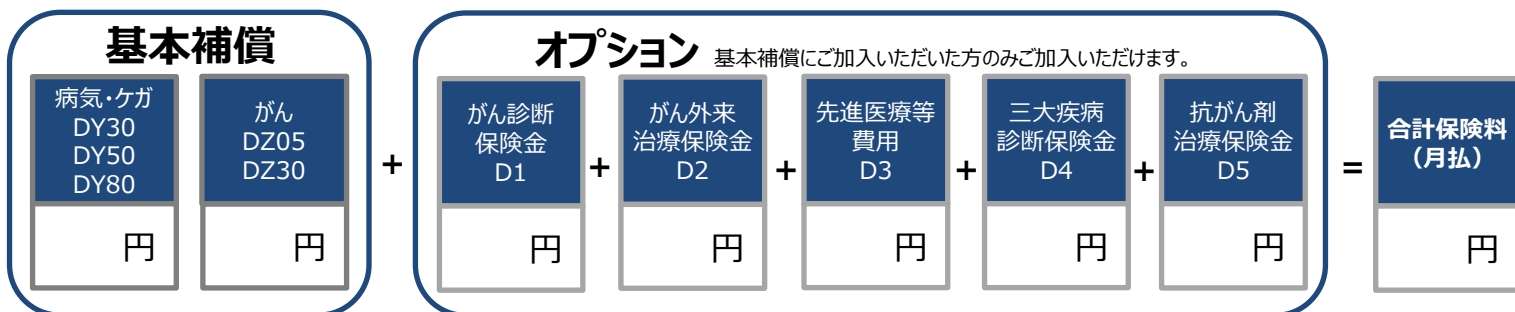 基本補償
病気・ケガ
DY30
DY50
DY80
円
がん
DZ05
DZ30
円
+
オプション 基本補償にご加入いただいた方のみご加入いただけます。
がん診断
保険金
D1
円
+
がん外来
治療保険金
D2
円
+
先進医療等
費用
D3
円
+
三大疾病
診断保険金
D4
円
+
抗がん剤
治療保険金
D5
円
=
合計保険料
(月払)
円